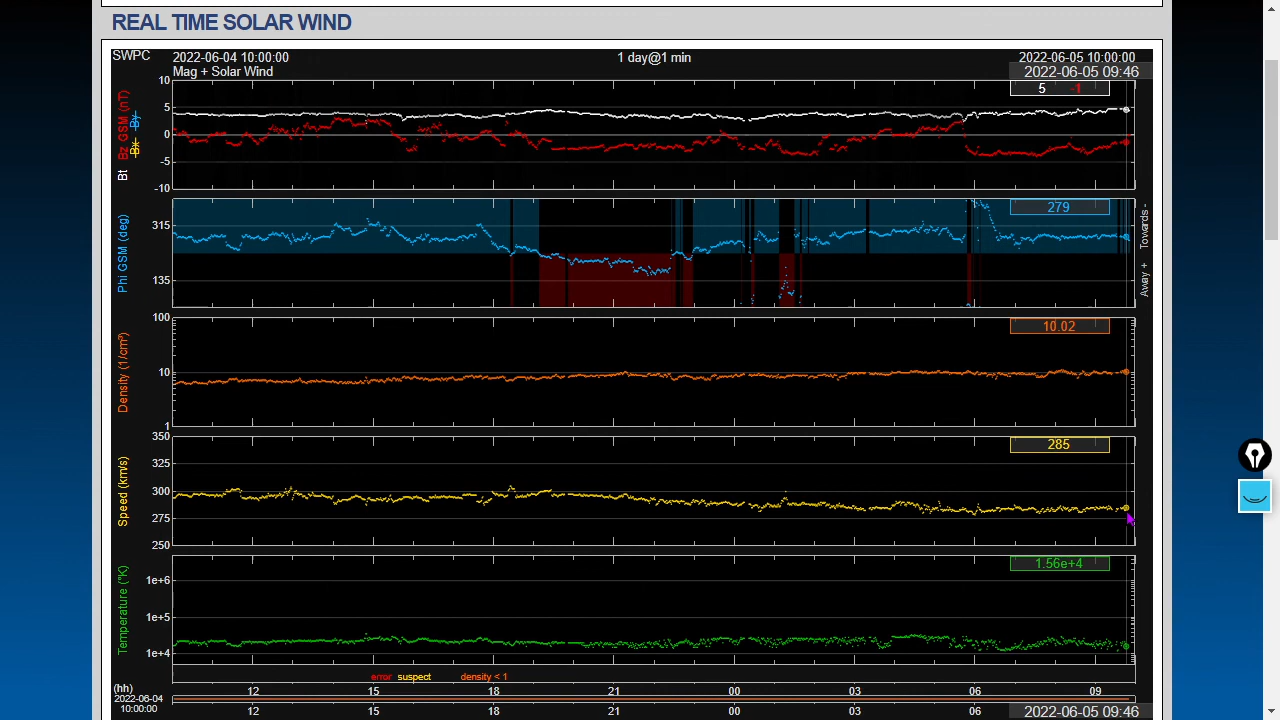 REAL TIME SOLAR WIND
SWPC
2022-06-04 10:00:00
1 day@1 min
2022-06-05 10:00:00
Mag + Solar Wind
2022-06-05 09:46
Bt Bz GSM (nT)
Bx By
10
5
0
-5
-10
5 -1
Phi GSM (deg)
315
135
279
Away + Towards -
Density (1/cm³)
100
10
1
10.02
Speed (km/s)
350
325
300
275
250
285
Temperature (°K)
1e+6
1e+5
1e+4
1.56e+4
error suspect density < 1
(hh)
12 15 18 21 00 03 06 09
2022-06-04
10:00:00
12 15 18 21 00 03 06
2022-06-05 09:46